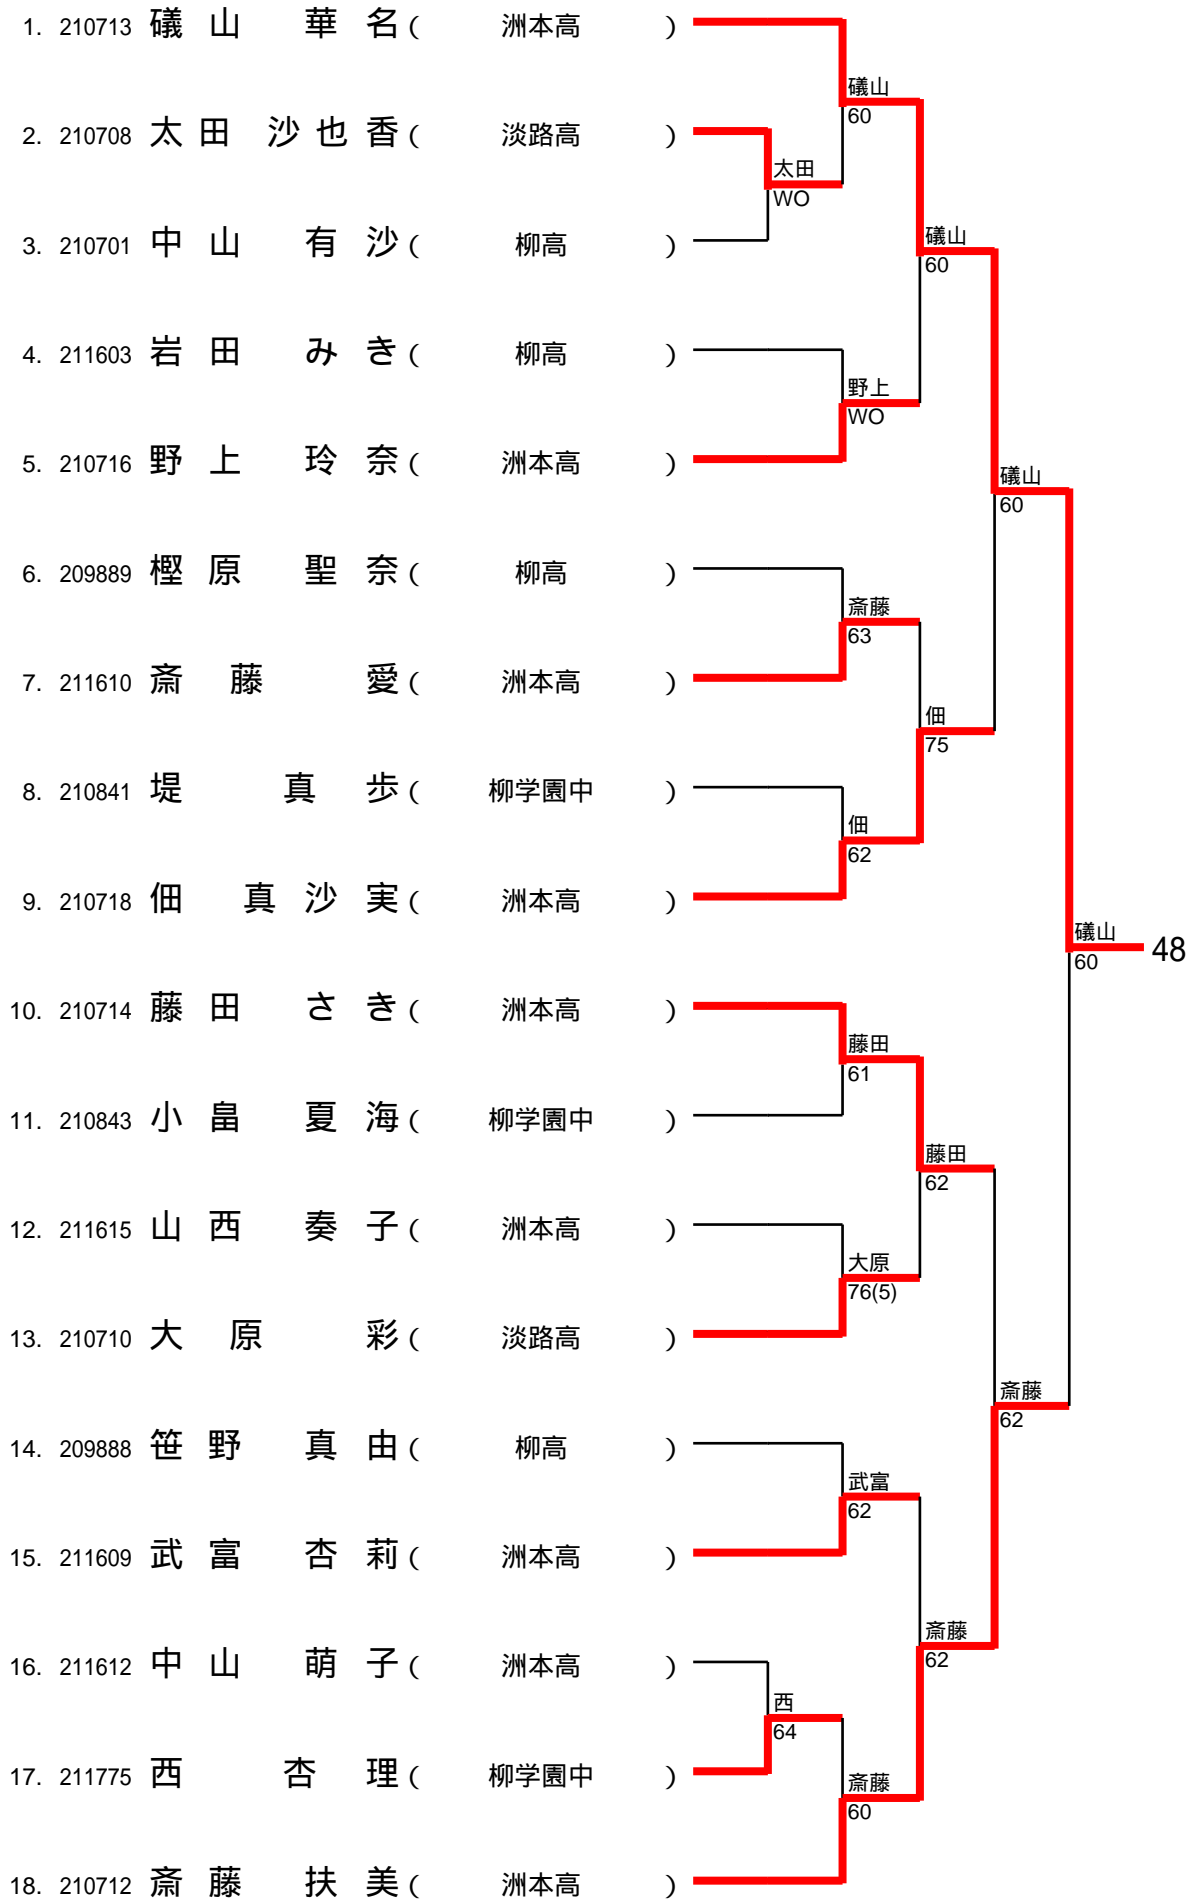 1. 210713 礒山 華名( 洲本高 )
礒山
60
2. 210708 太田 沙也香( 淡路高 )
太田
WO
3. 210701 中山 有沙( 柳高 )
礒山
60
4. 211603 岩田 みき( 柳高 )
野上
WO
5. 210716 野上 玲奈( 洲本高 )
礒山
60
6. 209889 樫原 聖奈( 柳高 )
斎藤
63
7. 211610 斎藤 愛( 洲本高 )
佃
75
8. 210841 堤 真歩( 柳学園中 )
佃
62
9. 210718 佃 真沙実( 洲本高 )
礒山
60
48
10. 210714 藤田 さき( 洲本高 )
藤田
61
11. 210843 小畠 夏海( 柳学園中 )
藤田
62
12. 211615 山西 奏子( 洲本高 )
大原
76(5)
13. 210710 大原 彩( 淡路高 )
斎藤
62
14. 209888 笹野 真由( 柳高 )
武富
62
15. 211609 武富 杏莉( 洲本高 )
斎藤
62
16. 211612 中山 萌子( 洲本高 )
西
64
17. 211775 西 杏理( 柳学園中 )
斎藤
60
18. 210712 斎藤 扶美( 洲本高 )